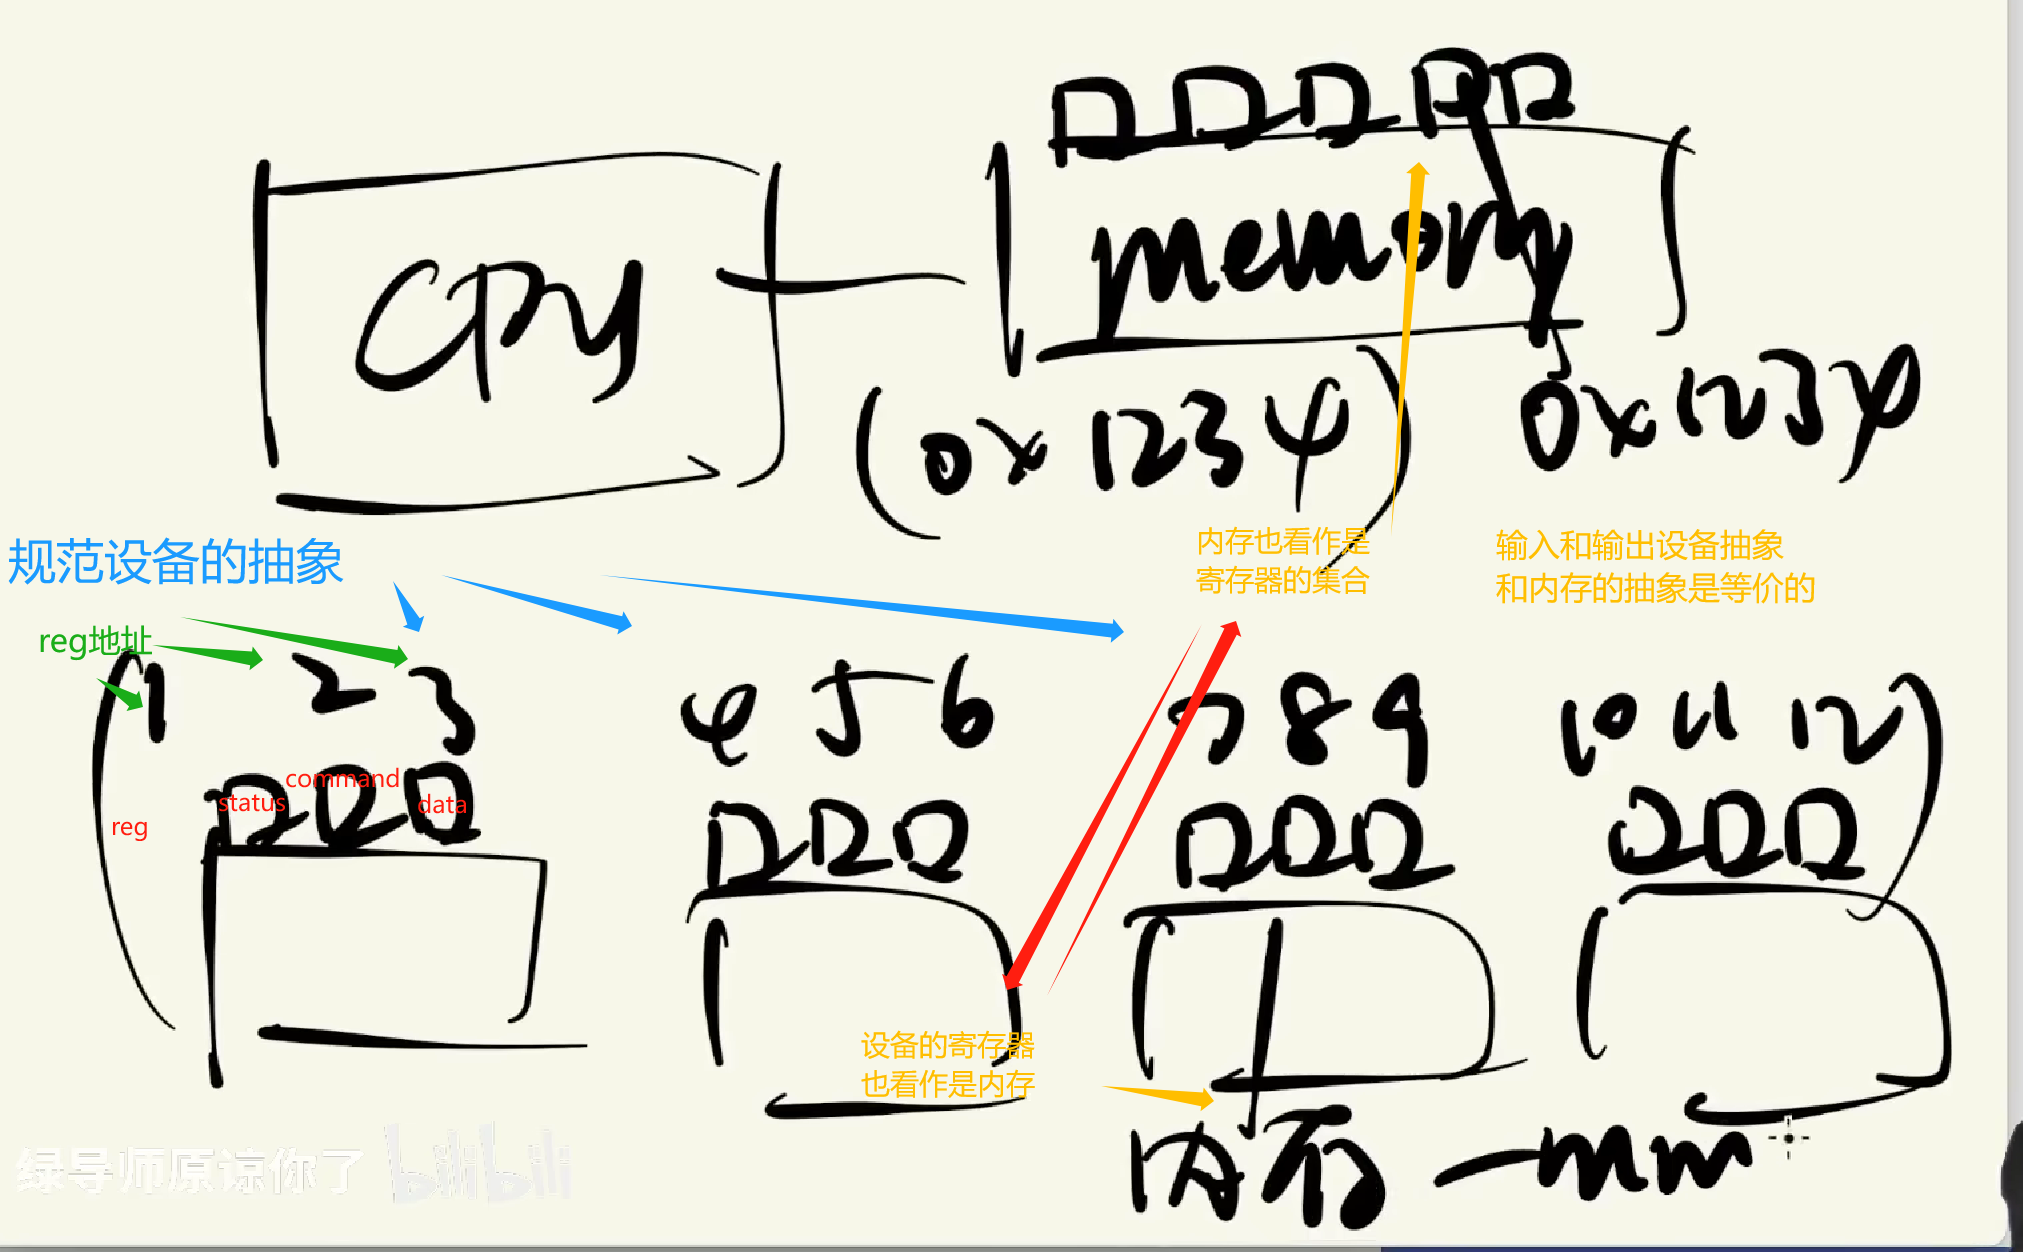 memory
CPU
(0x1234)
0x1234
规范设备的抽象
内存也看作是
寄存器的集合
输入和输出设备抽象
和内存的抽象是等价的
reg地址
1 2 3
4 5 6
7 8 9
10 11 12
command
status
data
reg
设备的寄存器
也看作是内存
内存
绿导师原谅你了 bilibili